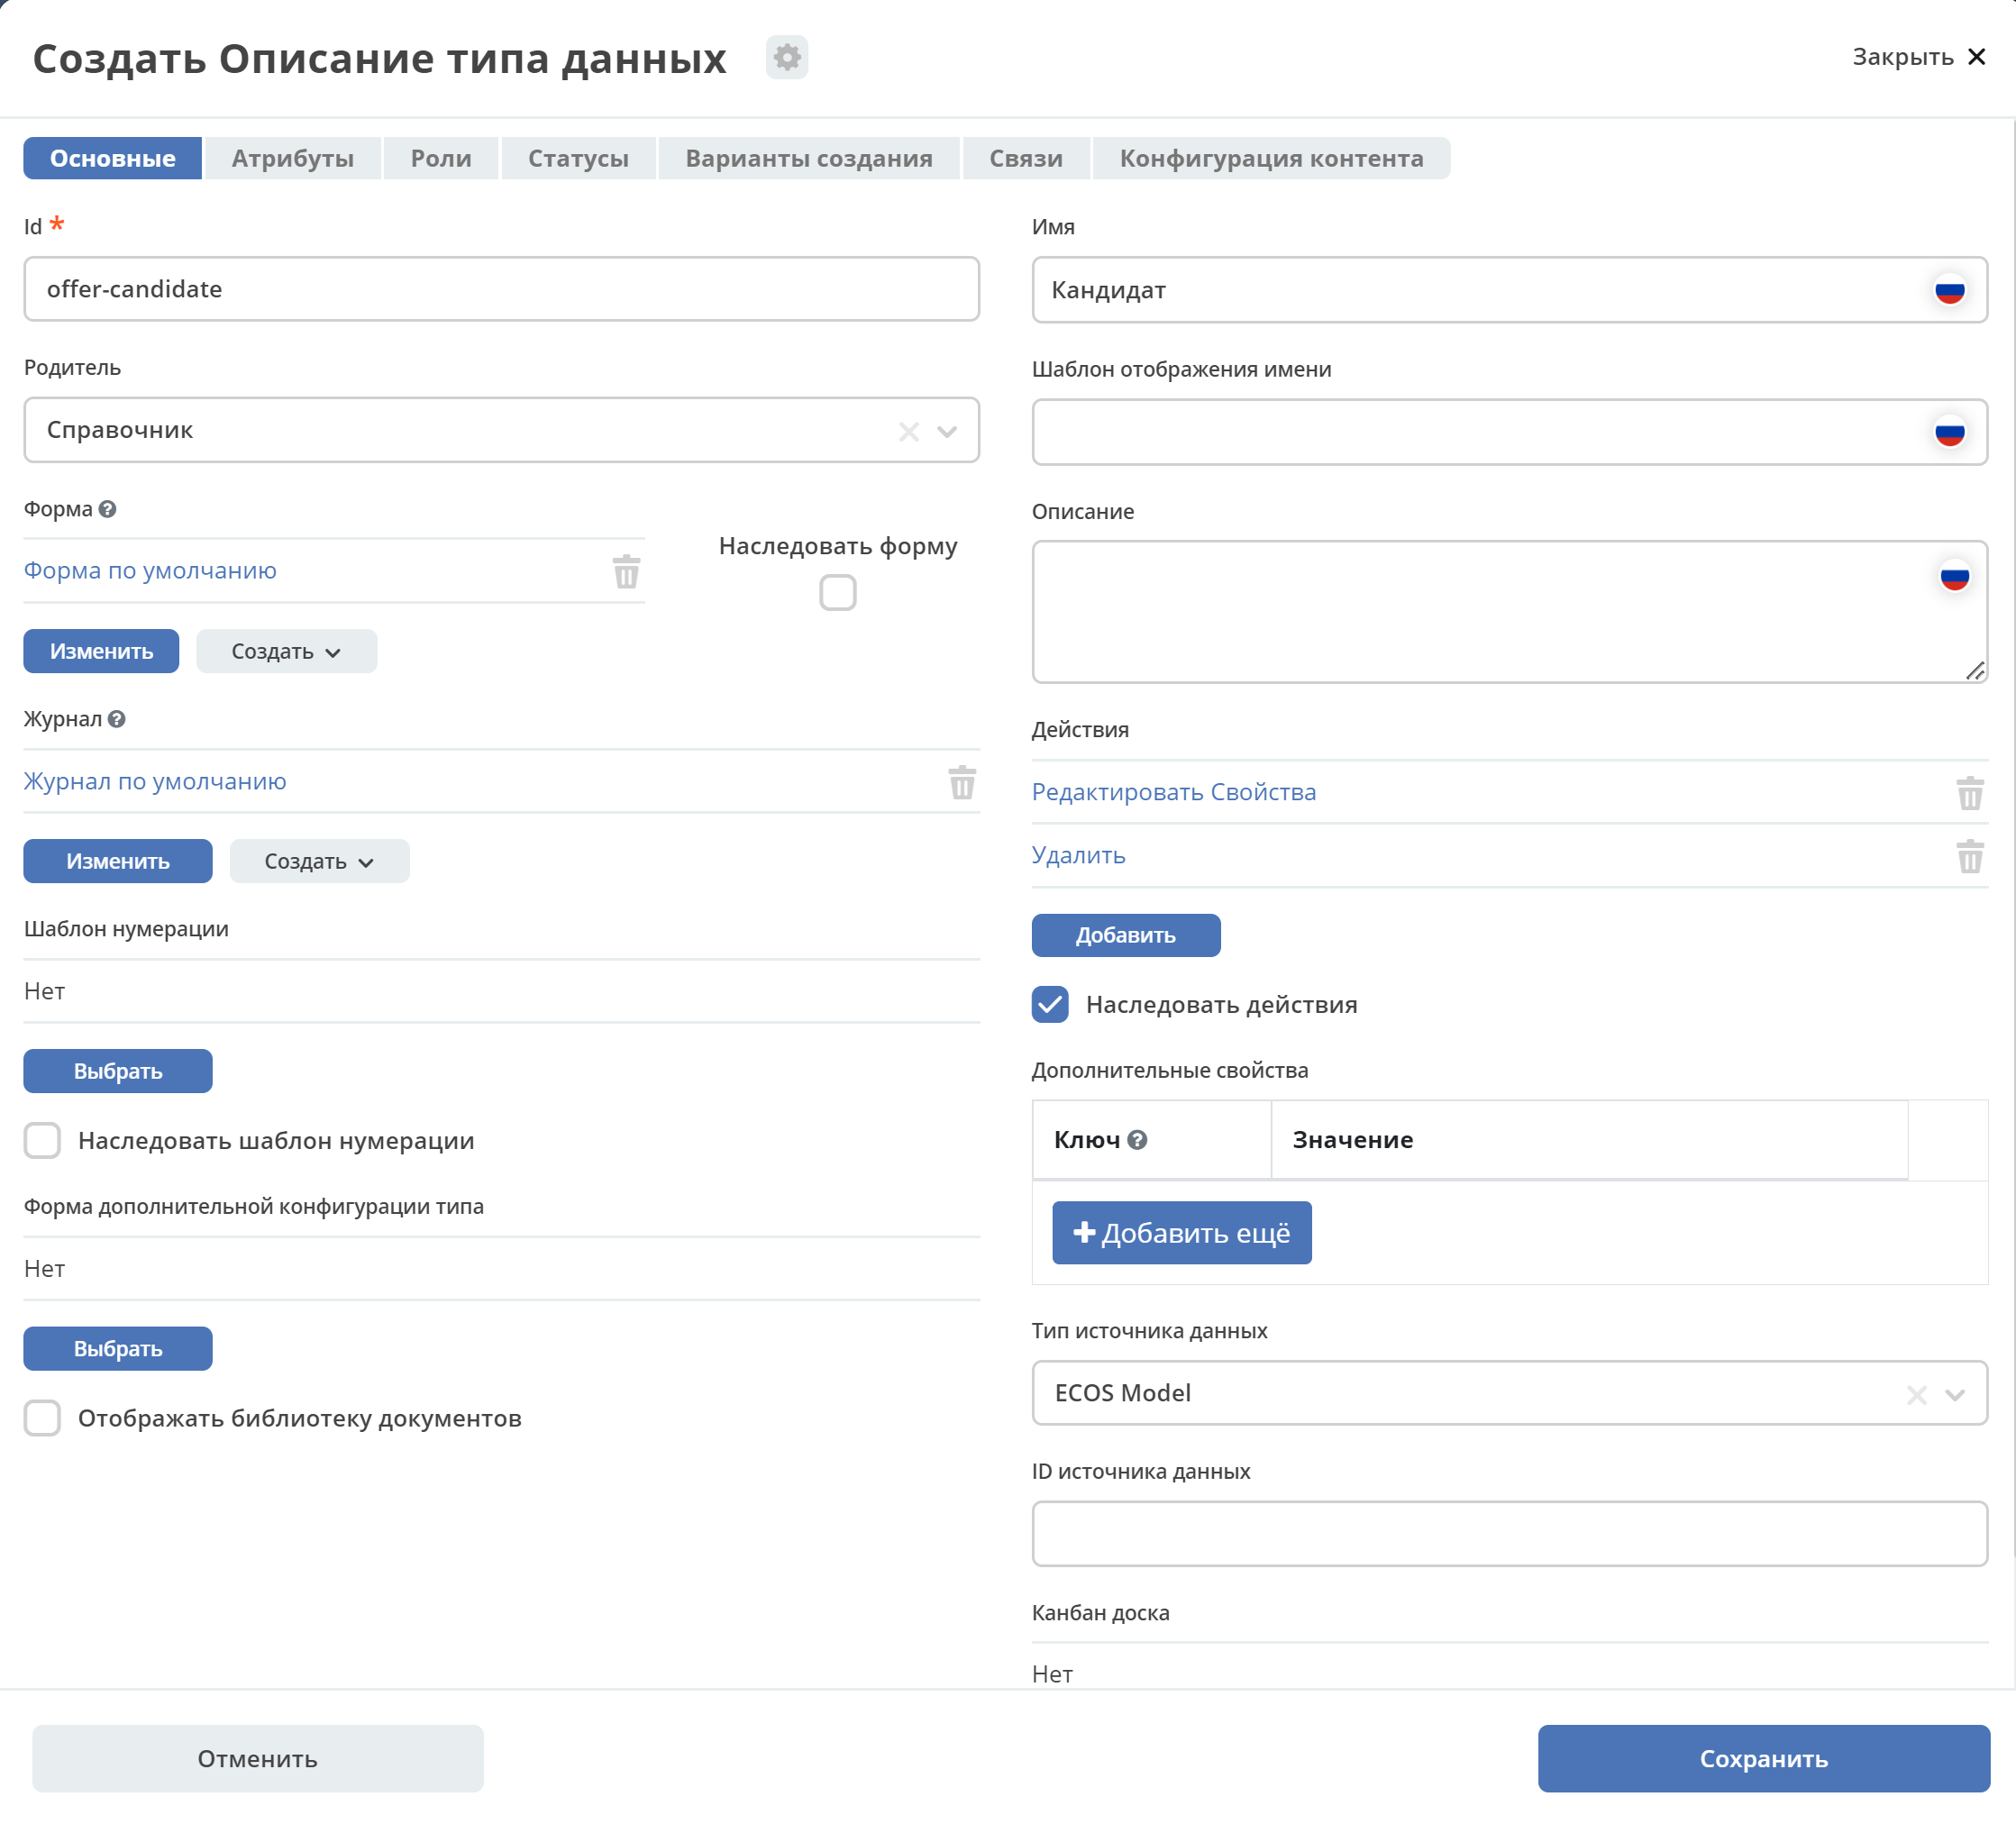 Создать Описание типа данных
Закрыть
Основные
Атрибуты
Роли
Статусы
Варианты создания
Связи
Конфигурация контента
Id *
offer-candidate
Родитель
Справочник
Форма
Форма по умолчанию
Наследовать форму
Изменить
Создать
Журнал
Журнал по умолчанию
Изменить
Создать
Шаблон нумерации
Нет
Выбрать
Наследовать шаблон нумерации
Форма дополнительной конфигурации типа
Нет
Выбрать
Отображать библиотеку документов
Имя
Кандидат
Шаблон отображения имени
Описание
Действия
Редактировать Свойства
Удалить
Добавить
Наследовать действия
Дополнительные свойства
Ключ
Значение
Добавить ещё
Тип источника данных
ECOS Model
ID источника данных
Канбан доска
Нет
Отменить
Сохранить